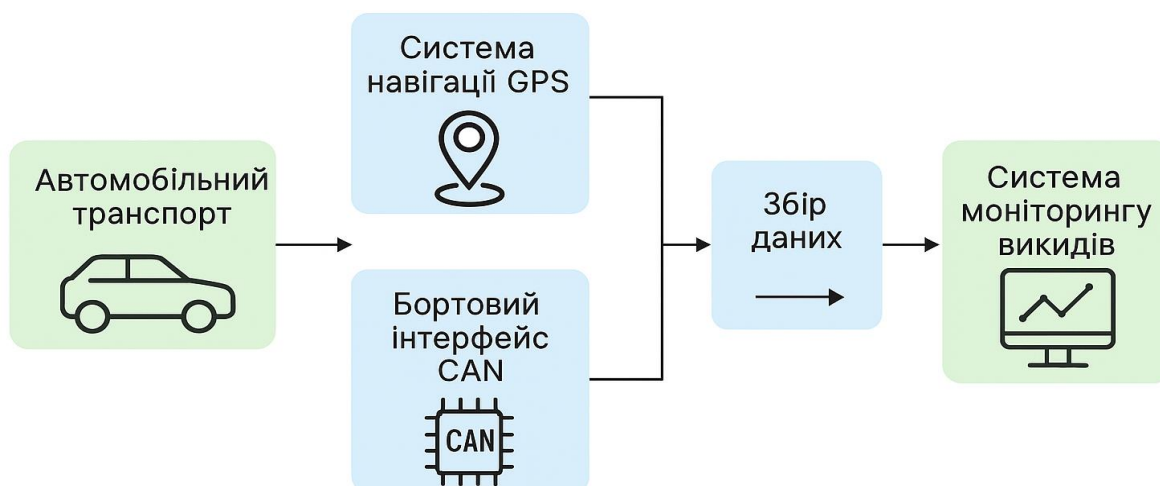 Автомобільний
транспорт
Система
навігації GPS
Бортовий
інтерфейс
CAN
CAN
Збір
даних
Система
моніторингу
викидів